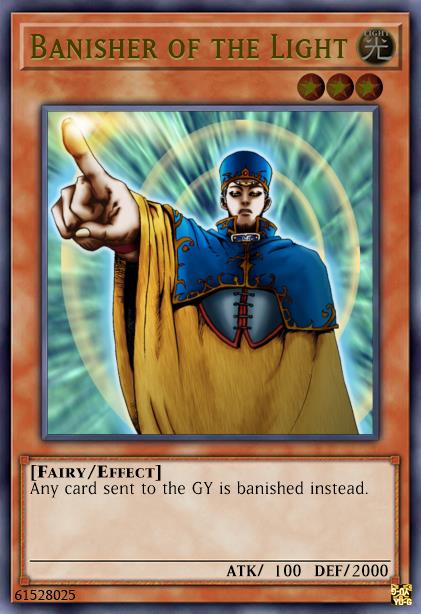 Banisher of the Light
LIGHT
光
[Fairy/Effect]
Any card sent to the GY is banished instead.
ATK/ 100 DEF/2000
61528025